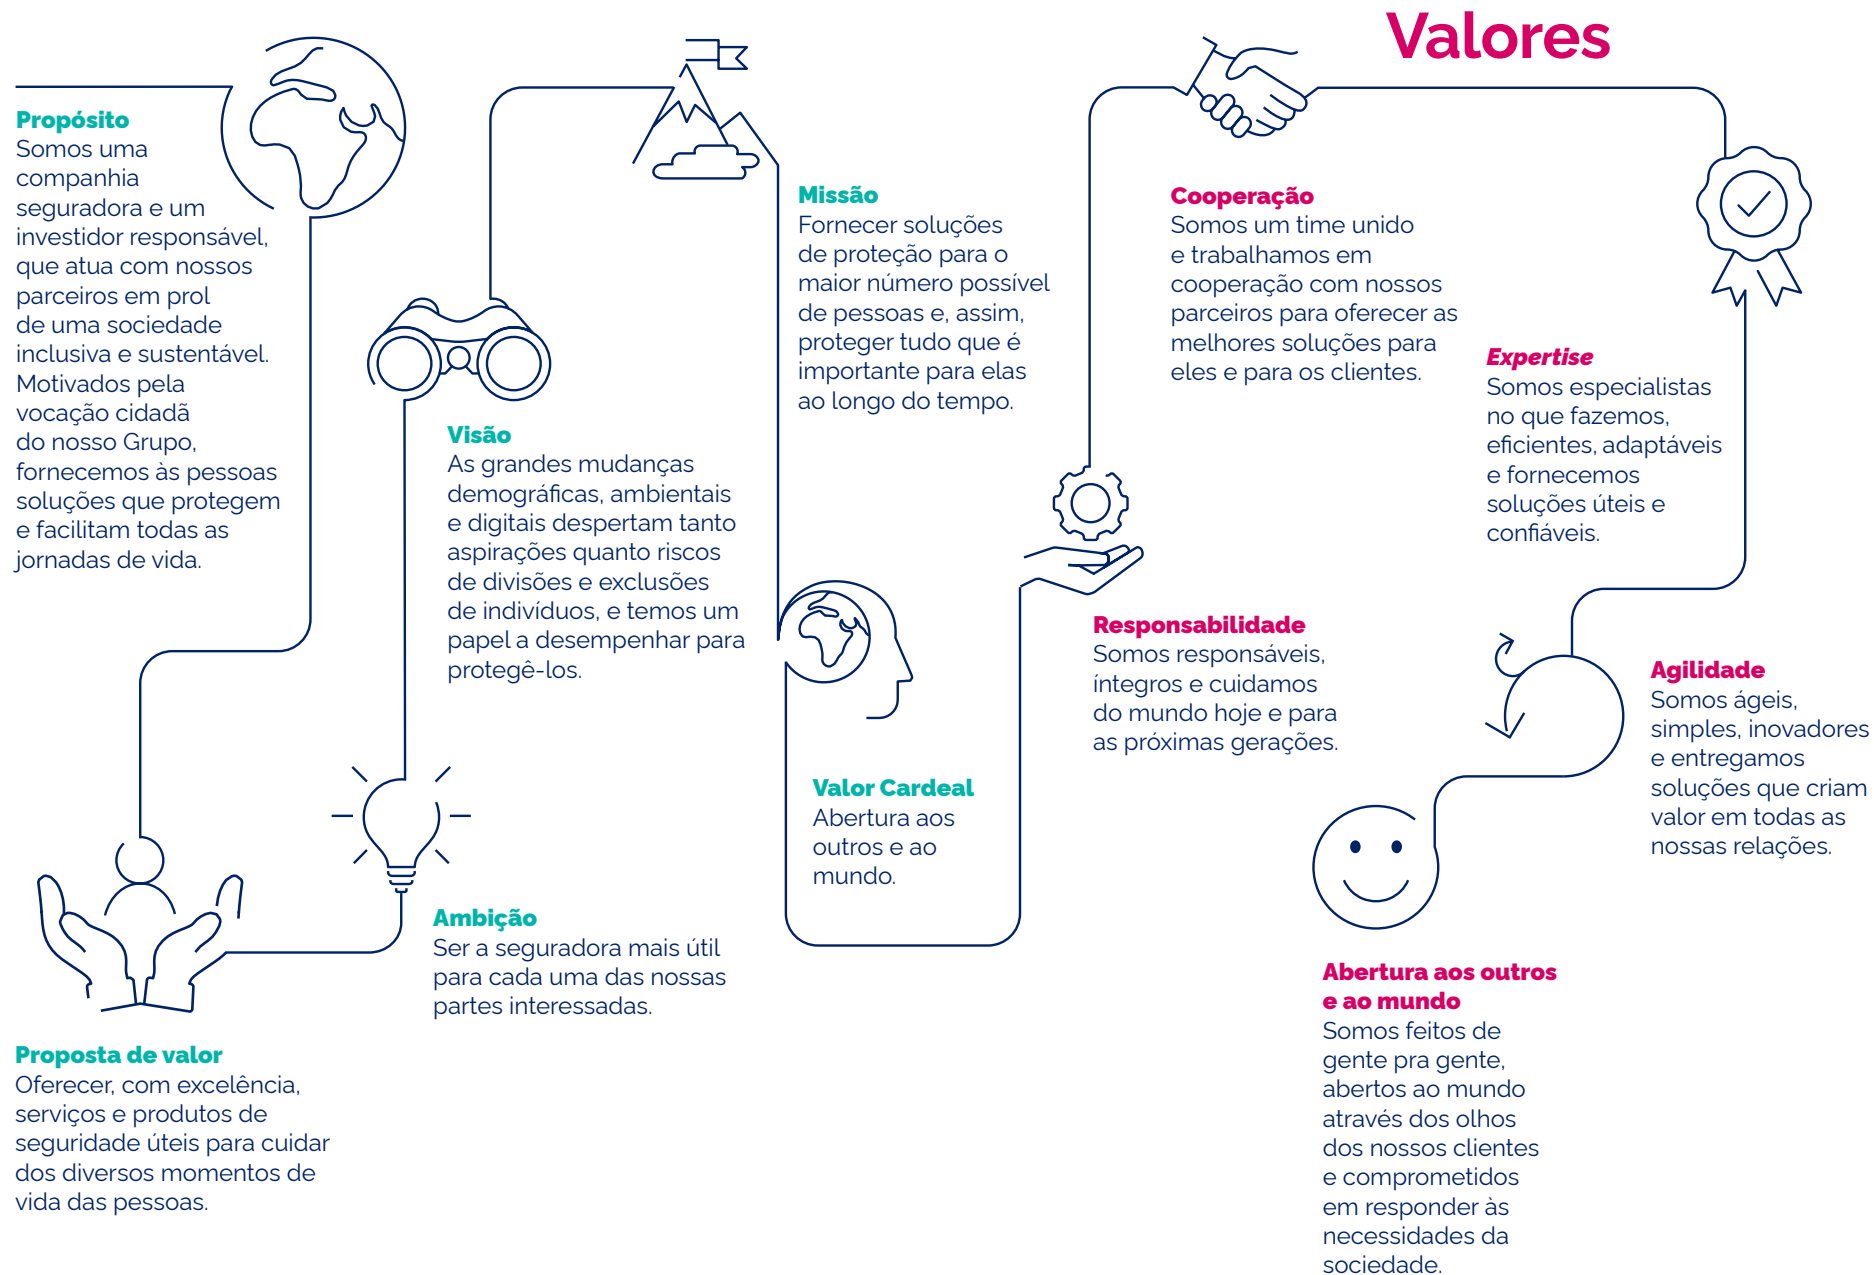 Valores
Propósito
Somos uma
companhia
seguradora e um
investidor responsável,
que atua com nossos
parceiros em prol
de uma sociedade
inclusiva e sustentável.
Motivados pela
vocação cidadã
do nosso Grupo,
fornecemos às pessoas
soluções que protegem
e facilitam todas as
jornadas de vida.
Proposta de valor
Oferecer, com excelência,
serviços e produtos de
seguridade úteis para cuidar
dos diversos momentos de
vida das pessoas.
Ambição
Ser a seguradora mais útil
para cada uma das nossas
partes interessadas.
Visão
As grandes mudanças
demográficas, ambientais
e digitais despertam tanto
aspirações quanto riscos
de divisões e exclusões
de indivíduos, e temos um
papel a desempenhar para
protegê-los.
Missão
Fornecer soluções
de proteção para o
maior número possível
de pessoas e, assim,
proteger tudo que é
importante para elas
ao longo do tempo.
Valor Cardeal
Abertura aos
outros e ao
mundo.
Responsabilidade
Somos responsáveis,
íntegros e cuidamos
do mundo hoje e para
as próximas gerações.
Cooperação
Somos um time unido
e trabalhamos em
cooperação com nossos
parceiros para oferecer as
melhores soluções para
eles e para os clientes.
Expertise
Somos especialistas
no que fazemos,
eficientes, adaptáveis
e fornecemos
soluções úteis e
confiáveis.
Agilidade
Somos ágeis,
simples, inovadores
e entregamos
soluções que criam
valor em todas as
nossas relações.
Abertura aos outros
e ao mundo
Somos feitos de
gente pra gente,
abertos ao mundo
através dos olhos
dos nossos clientes
e comprometidos
em responder às
necessidades da
sociedade.